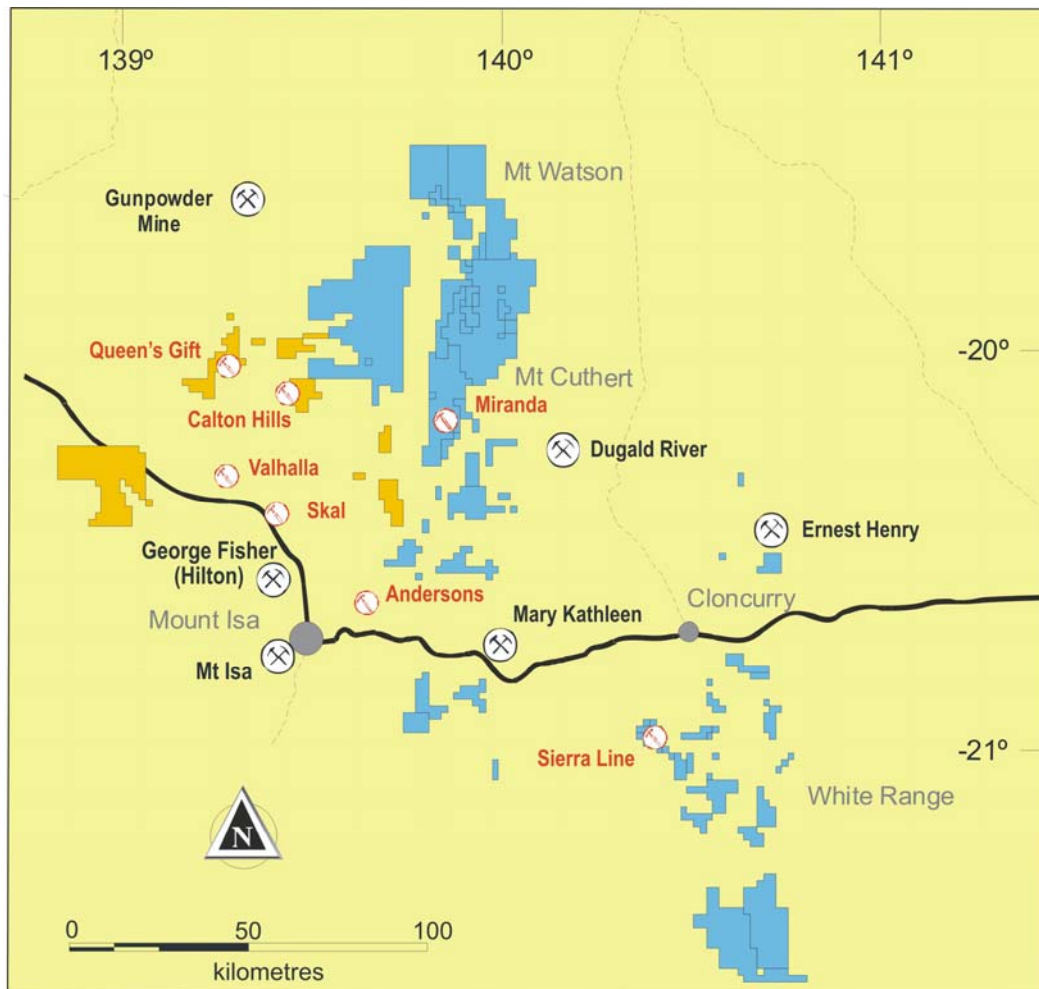 139º
140º
141º
Mt Watson
Gunpowder
Mine
Queen's Gift
-20º
Mt Cuthert
Calton Hills
Miranda
Dugald River
Valhalla
Skal
Ernest Henry
George Fisher
(Hilton)
Andersons
Cloncurry
Mary Kathleen
Mount Isa
Mt Isa
Sierra Line
-21º
White Range
N
0
50
100
kilometres